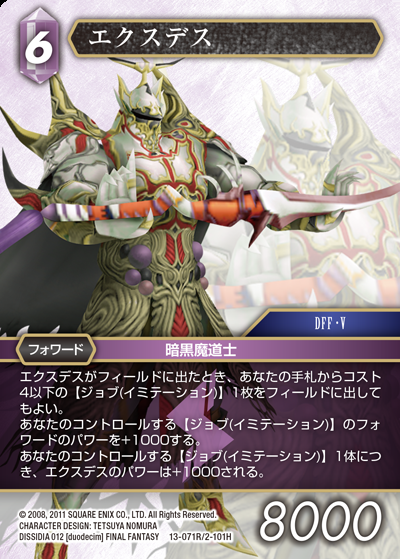 6
エクスデス
DFF・V
フォワード
暗黒魔道士
エクスデスがフィールドに出たとき、あなたの手札からコスト
4以下の【ジョブ(イミテーション)】1枚をフィールドに出して
もよい。
あなたのコントロールする【ジョブ(イミテーション)】のフォ
ワードのパワーを+1000する。
あなたのコントロールする【ジョブ(イミテーション)】1体につ
き、エクスデスのパワーは+1000される。
© 2008, 2011 SQUARE ENIX CO., LTD. All Rights Reserved.
CHARACTER DESIGN: TETSUYA NOMURA
DISSIDIA 012 [duodecim] FINAL FANTASY
13-071R/2-101H
8000